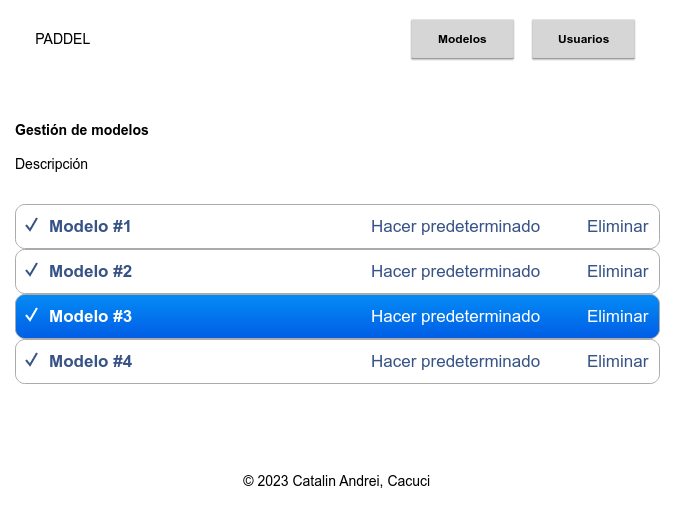 PADDEL Modelos Usuarios
Gestión de modelos
Descripción
✓ Modelo #1 Hacer predeterminado Eliminar
✓ Modelo #2 Hacer predeterminado Eliminar
✓ Modelo #3 Hacer predeterminado Eliminar
✓ Modelo #4 Hacer predeterminado Eliminar
© 2023 Catalin Andrei, Cacuci